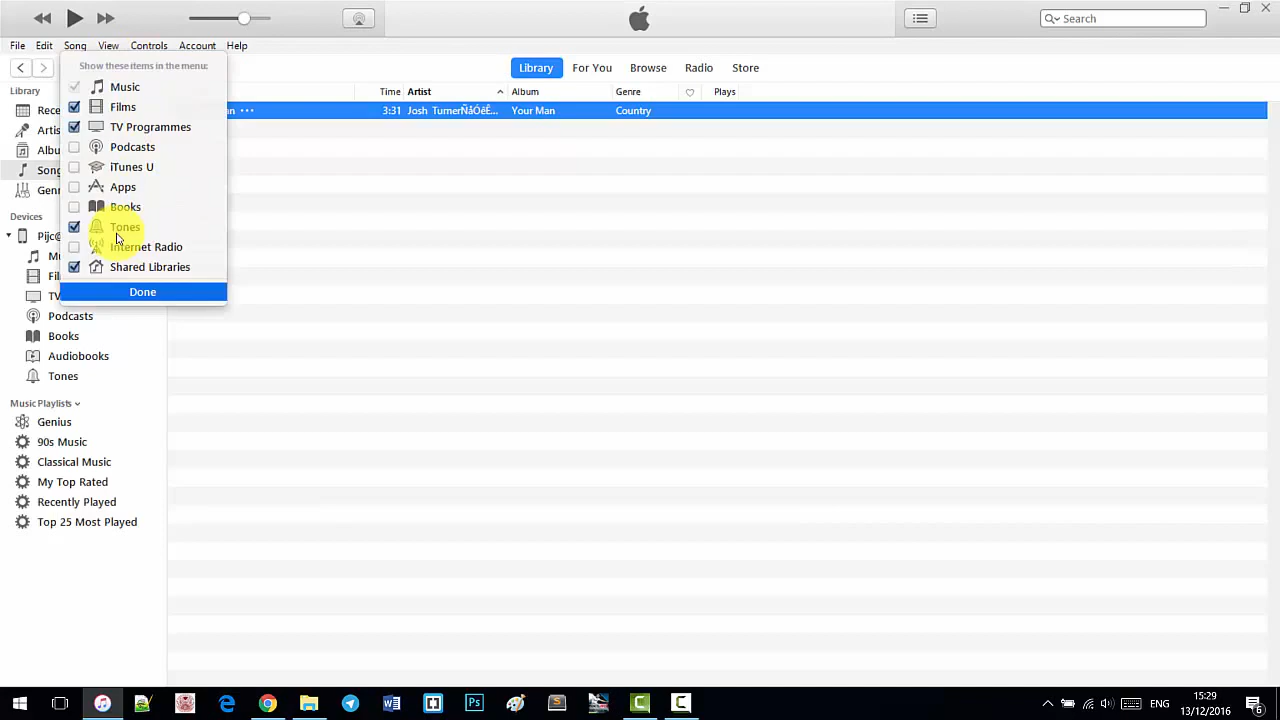 Search
File Edit Song View Controls Account Help
Show these items in the menu:
Music
Films
TV Programmes
Podcasts
iTunes U
Apps
Books
Tones
Internet Radio
Shared Libraries
Done
Library For You Browse Radio Store
Time Artist Album Genre Plays
3:31 Josh TurnerÑåÓêÊ... Your Man Country
Library
Songs
Devices
Podcasts
Books
Audiobooks
Tones
Music Playlists
Genius
90s Music
Classical Music
My Top Rated
Recently Played
Top 25 Most Played
ENG
15:29
13/12/2016